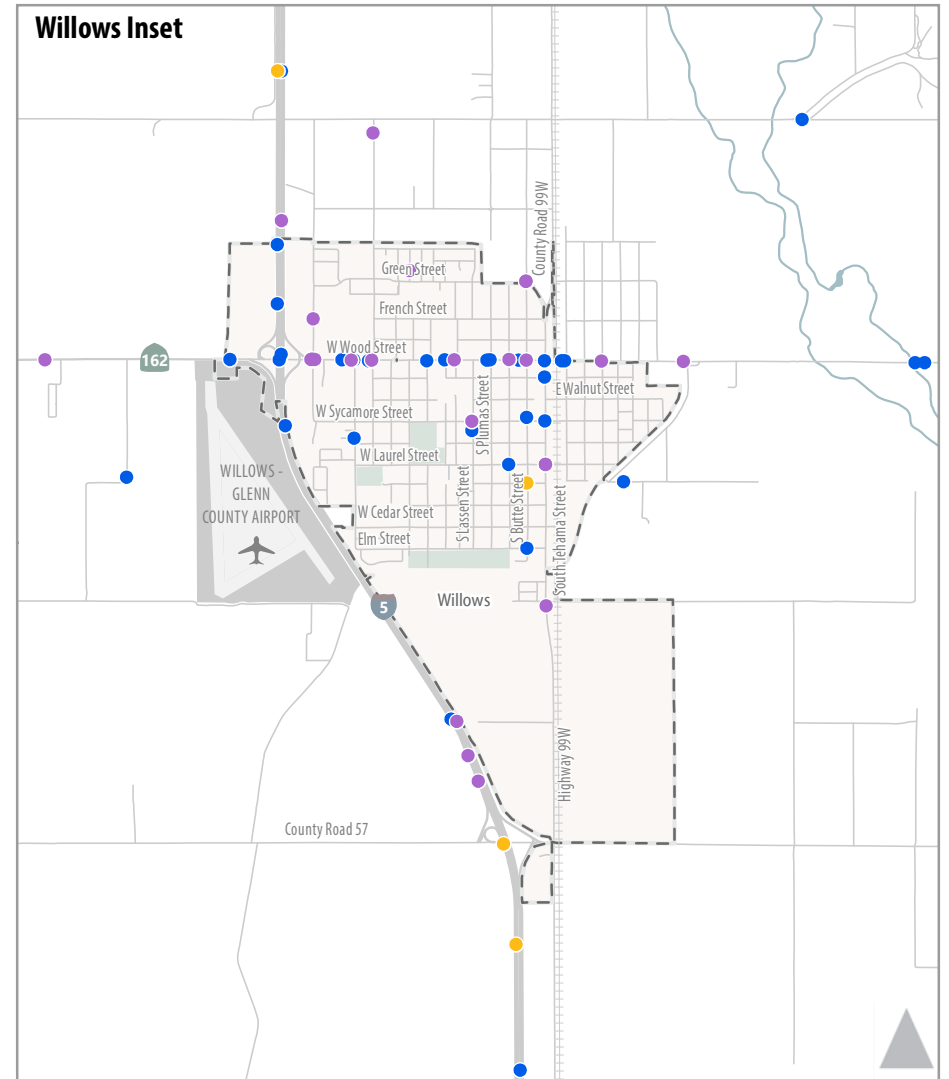 Willows Inset
County Road 99W
Green Street
French Street
W Wood Street
162
E Walnut Street
S Plumas Street
W Sycamore Street
W Laurel Street
WILLOWS -
GLENN
COUNTY AIRPORT
S Lassen Street
S Butte Street
South Tehama Street
W Cedar Street
Elm Street
5
Willows
Highway 99W
County Road 57